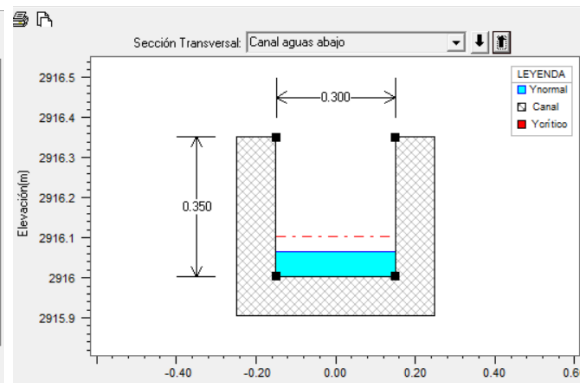 Sección Transversal: Canal aguas abajo
LEYENDA
Ynormal
Canal
Ycrítico
Elevación(m)
2916.5
2916.4
2916.3
2916.2
2916.1
2916
2915.9
0.300
0.350
-0.40 -0.20 0.00 0.20 0.40 0.6